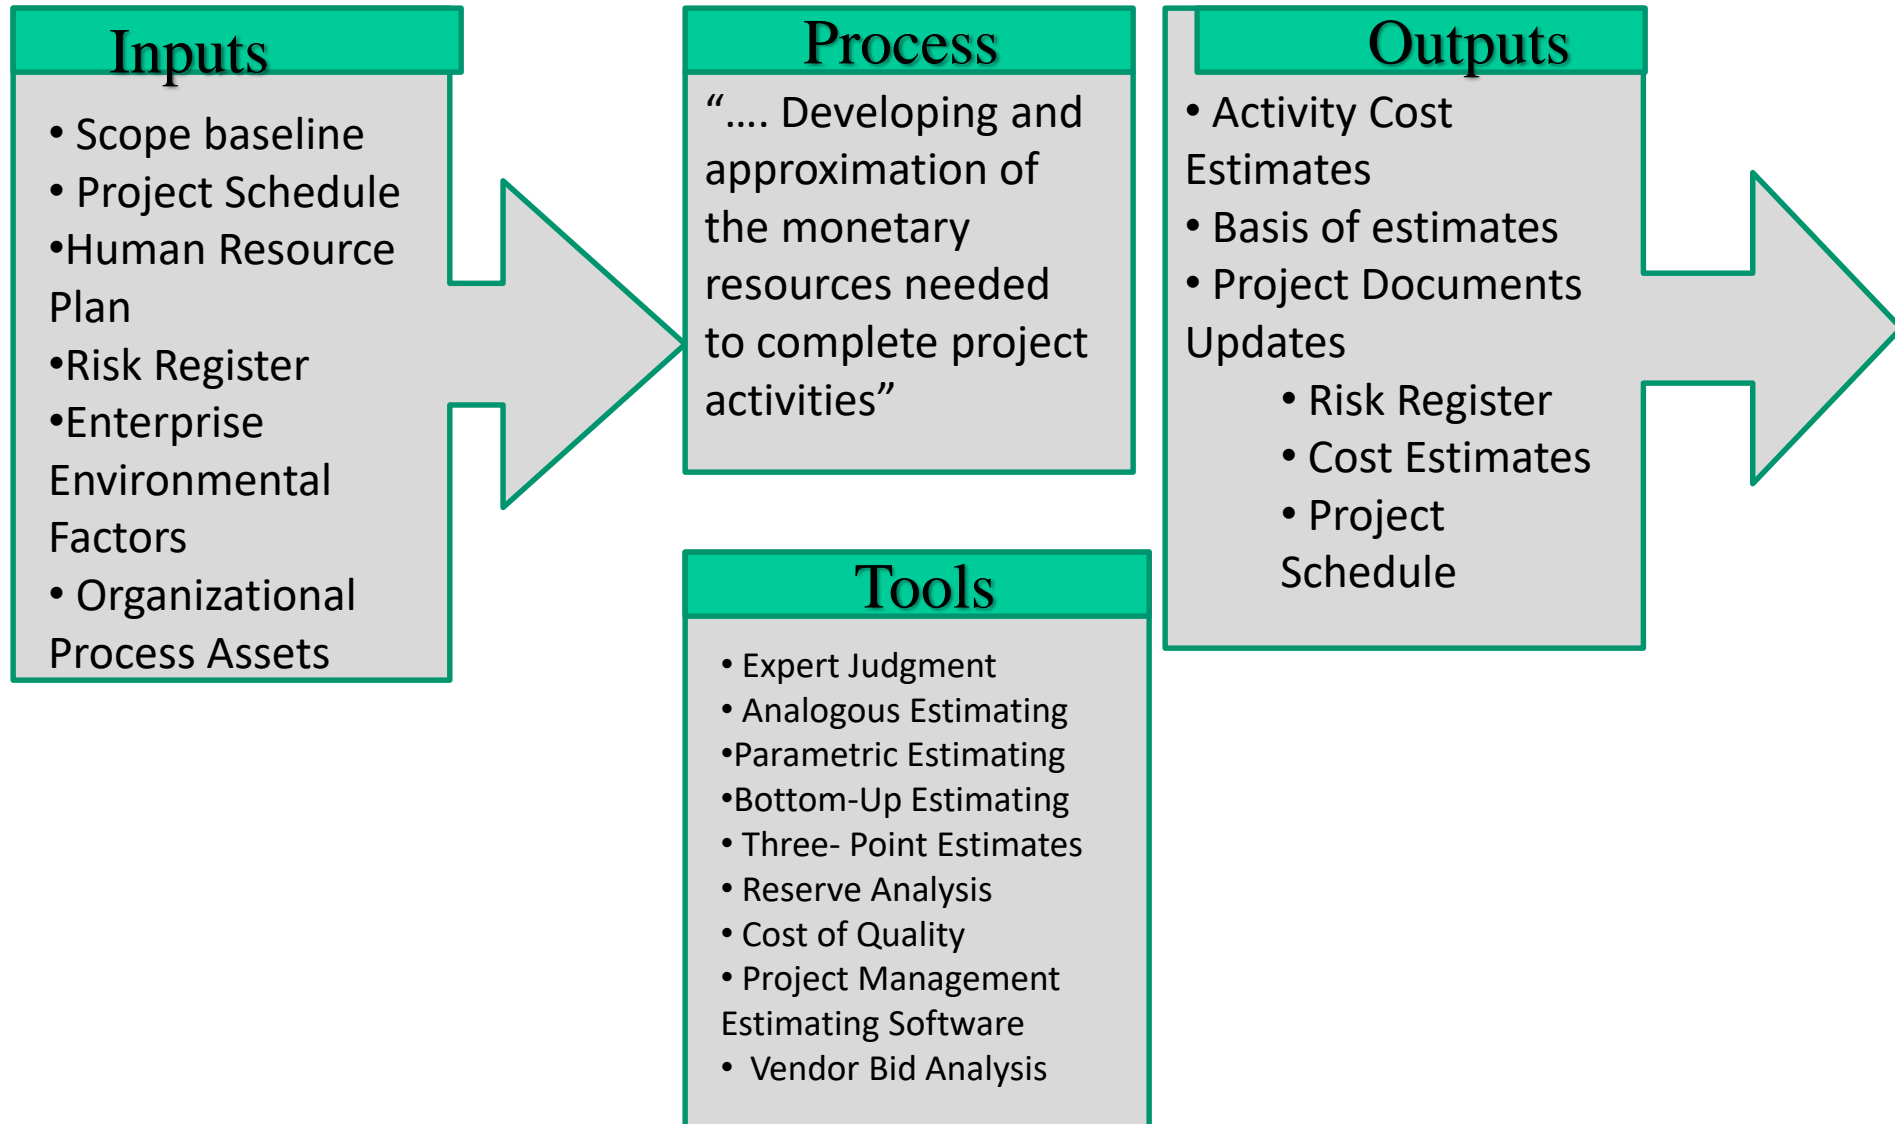 Inputs
• Scope baseline
• Project Schedule
•Human Resource
Plan
•Risk Register
•Enterprise
Environmental
Factors
• Organizational
Process Assets
Process
“.... Developing and
approximation of
the monetary
resources needed
to complete project
activities”
Tools
• Expert Judgment
• Analogous Estimating
•Parametric Estimating
•Bottom-Up Estimating
• Three- Point Estimates
• Reserve Analysis
• Cost of Quality
• Project Management
Estimating Software
• Vendor Bid Analysis
Outputs
• Activity Cost
Estimates
• Basis of estimates
• Project Documents
Updates
• Risk Register
• Cost Estimates
• Project
Schedule